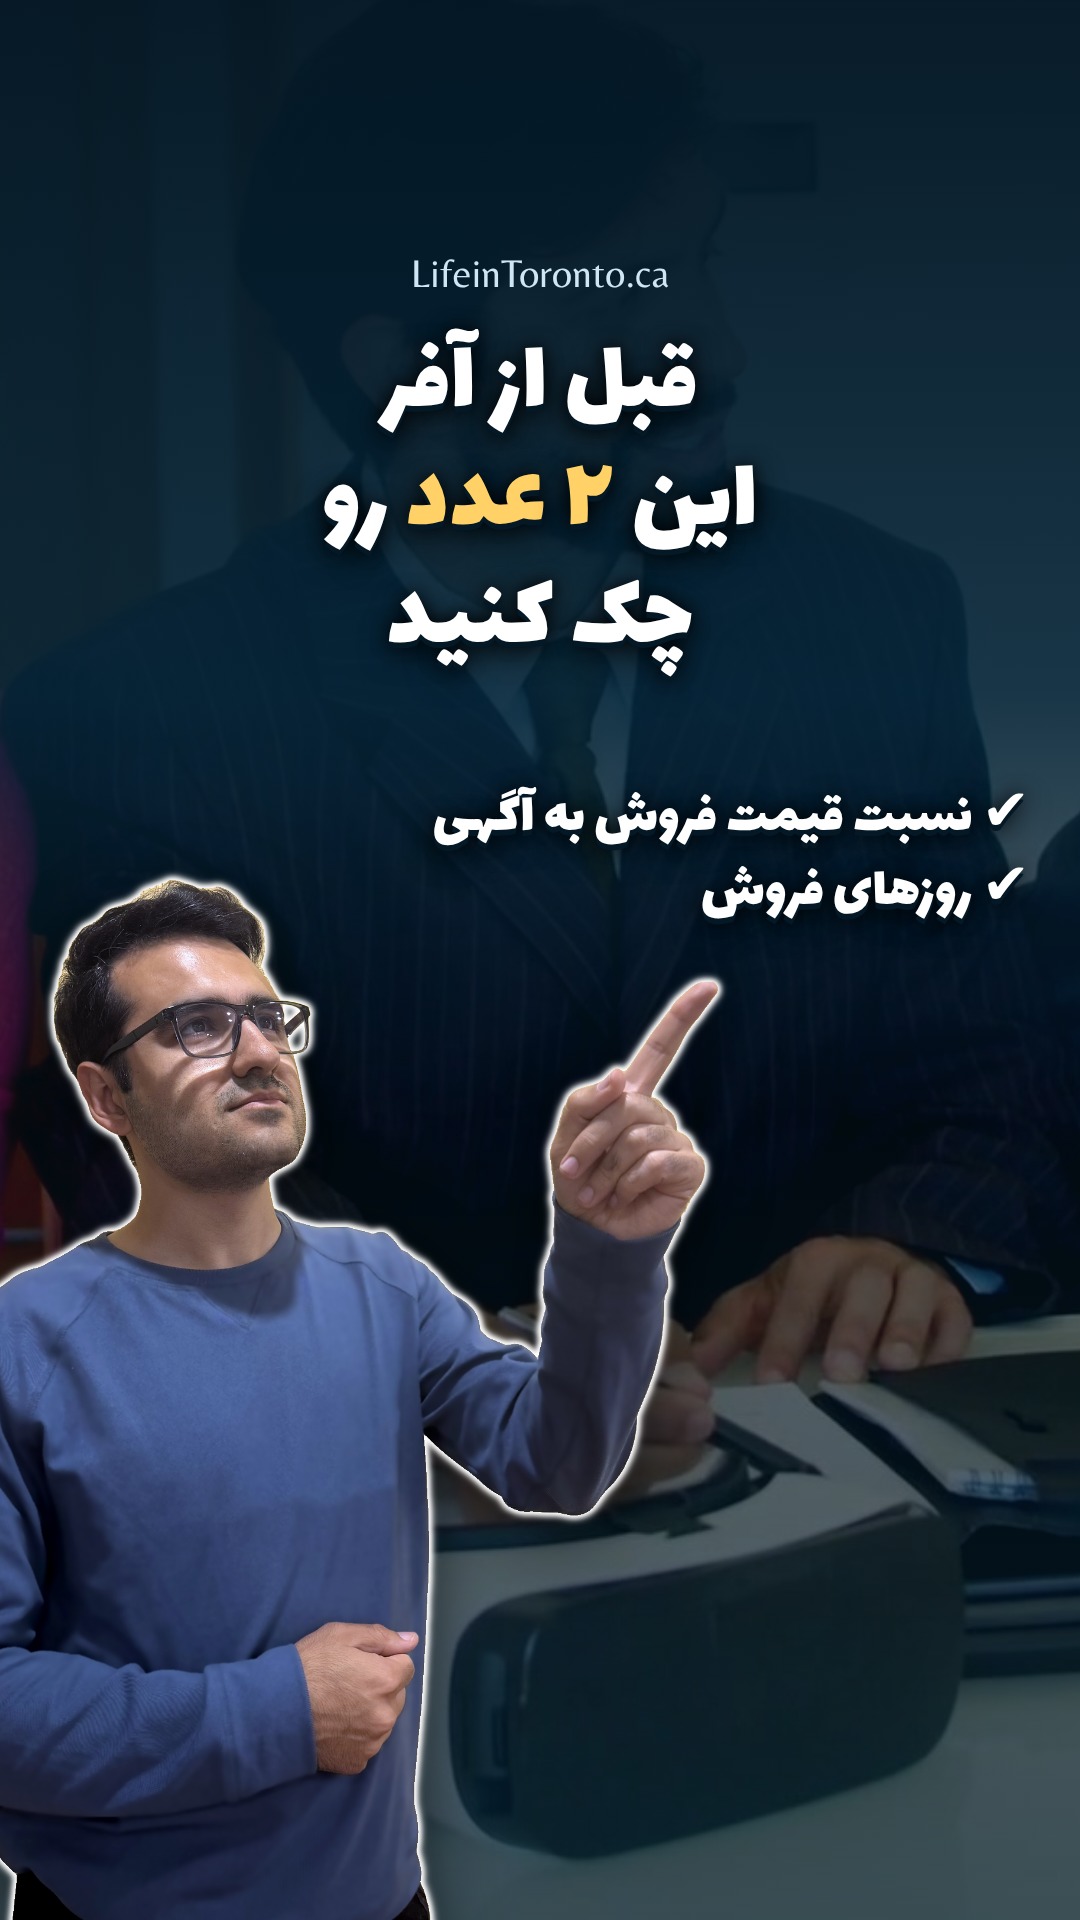 LifeinToronto.ca
قبل از آفر
این ۲ عدد رو
چک کنید
✔ نسبت قیمت فروش به آگهی
✔ روزهای فروش